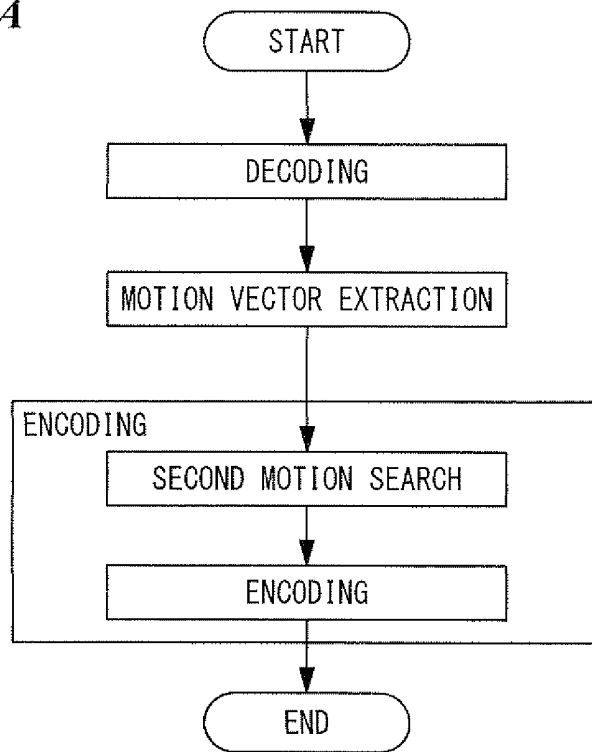 A
START
DECODING
MOTION VECTOR EXTRACTION
ENCODING
SECOND MOTION SEARCH
ENCODING
END